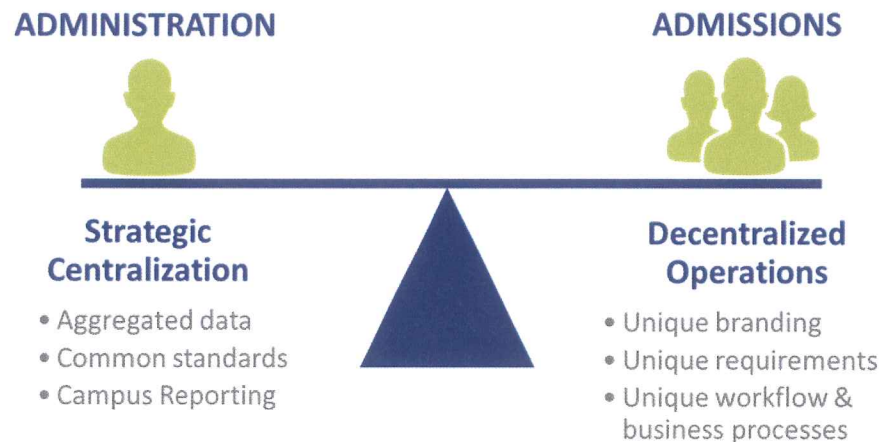 ADMINISTRATION
ADMISSIONS
Strategic
Centralization
• Aggregated data
• Common standards
• Campus Reporting
Decentralized
Operations
• Unique branding
• Unique requirements
• Unique workflow &
business processes